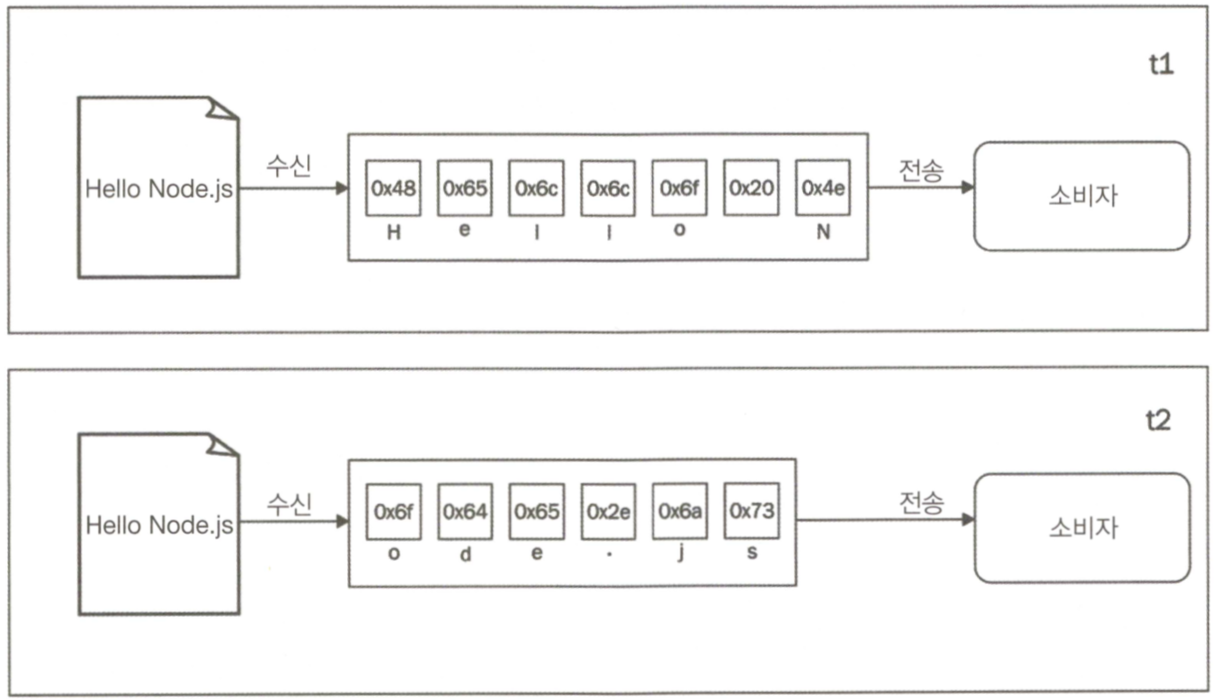 t1
Hello Node.js
수신
0x48 0x65 0x6c 0x6c 0x6f 0x20 0x4e
H e l l o N
전송
소비자
t2
Hello Node.js
수신
0x6f 0x64 0x65 0x2e 0x6a 0x73
o d e . j s
전송
소비자